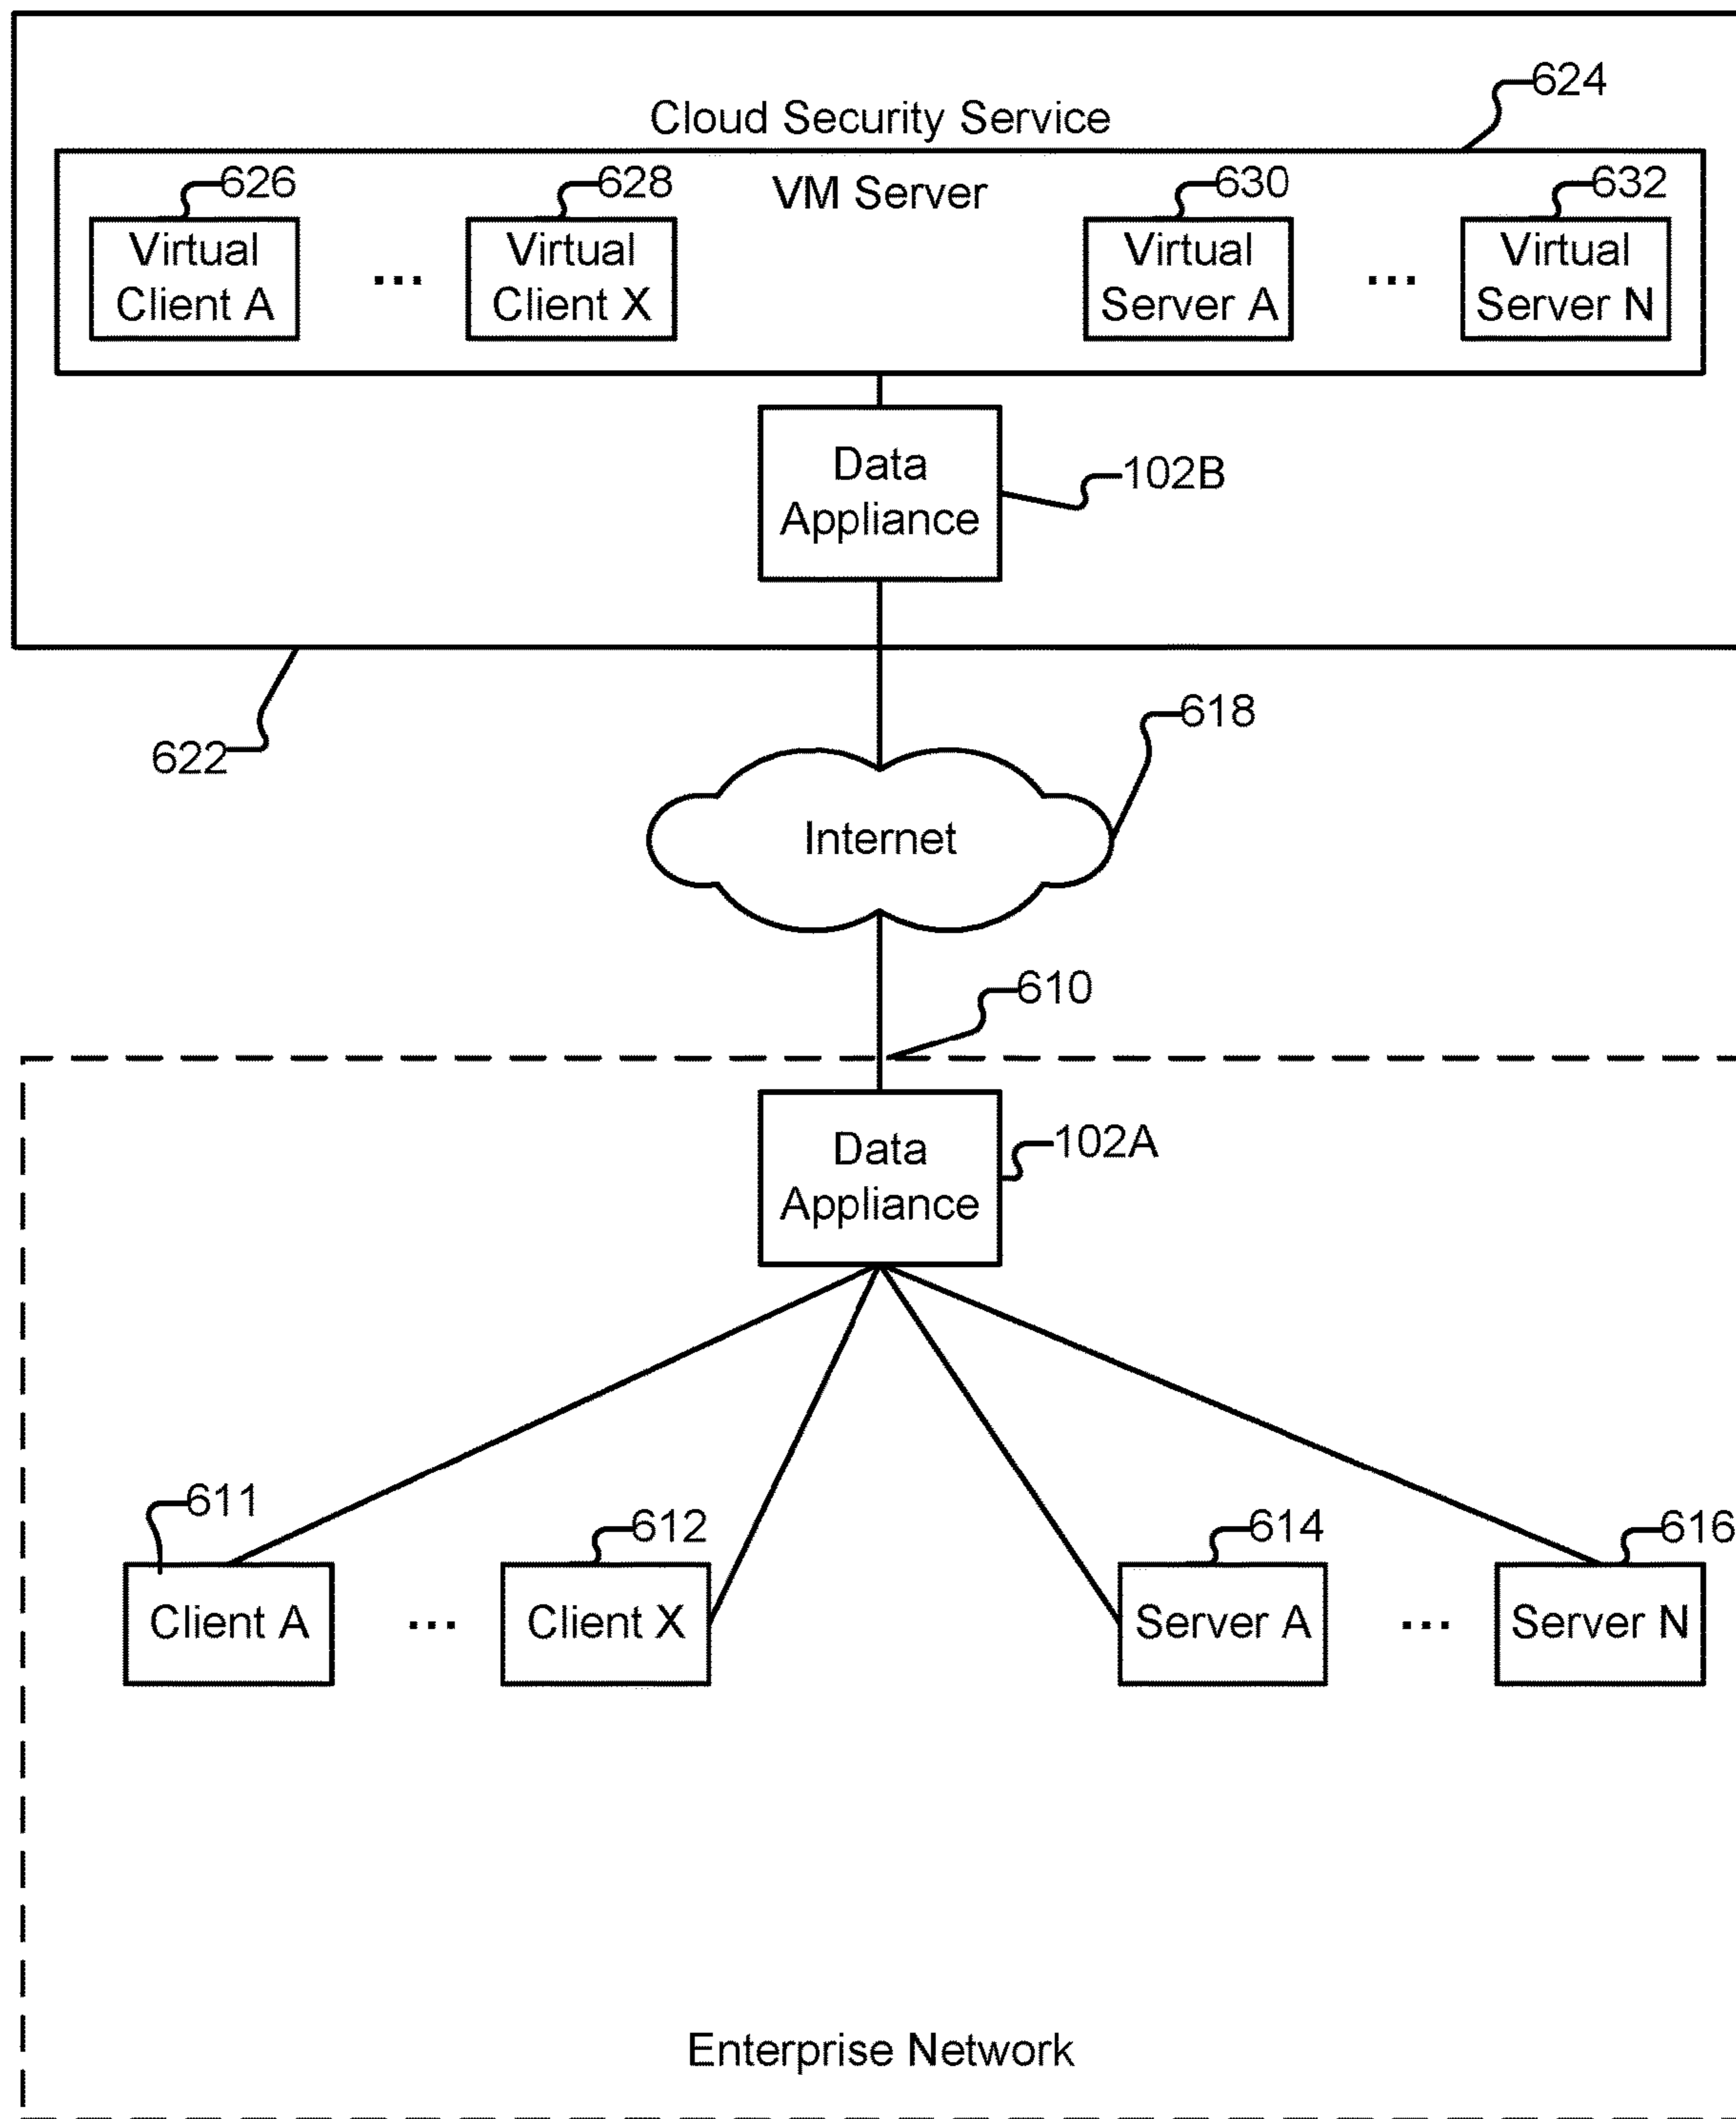 624
Cloud Security Service
626
628
VM Server
630
632
Virtual
Client A
...
Virtual
Client X
Virtual
Server A
...
Virtual
Server N
Data
Appliance
102B
622
618
Internet
610
Data
Appliance
102A
611
612
614
616
Client A
...
Client X
Server A
...
Server N
Enterprise Network